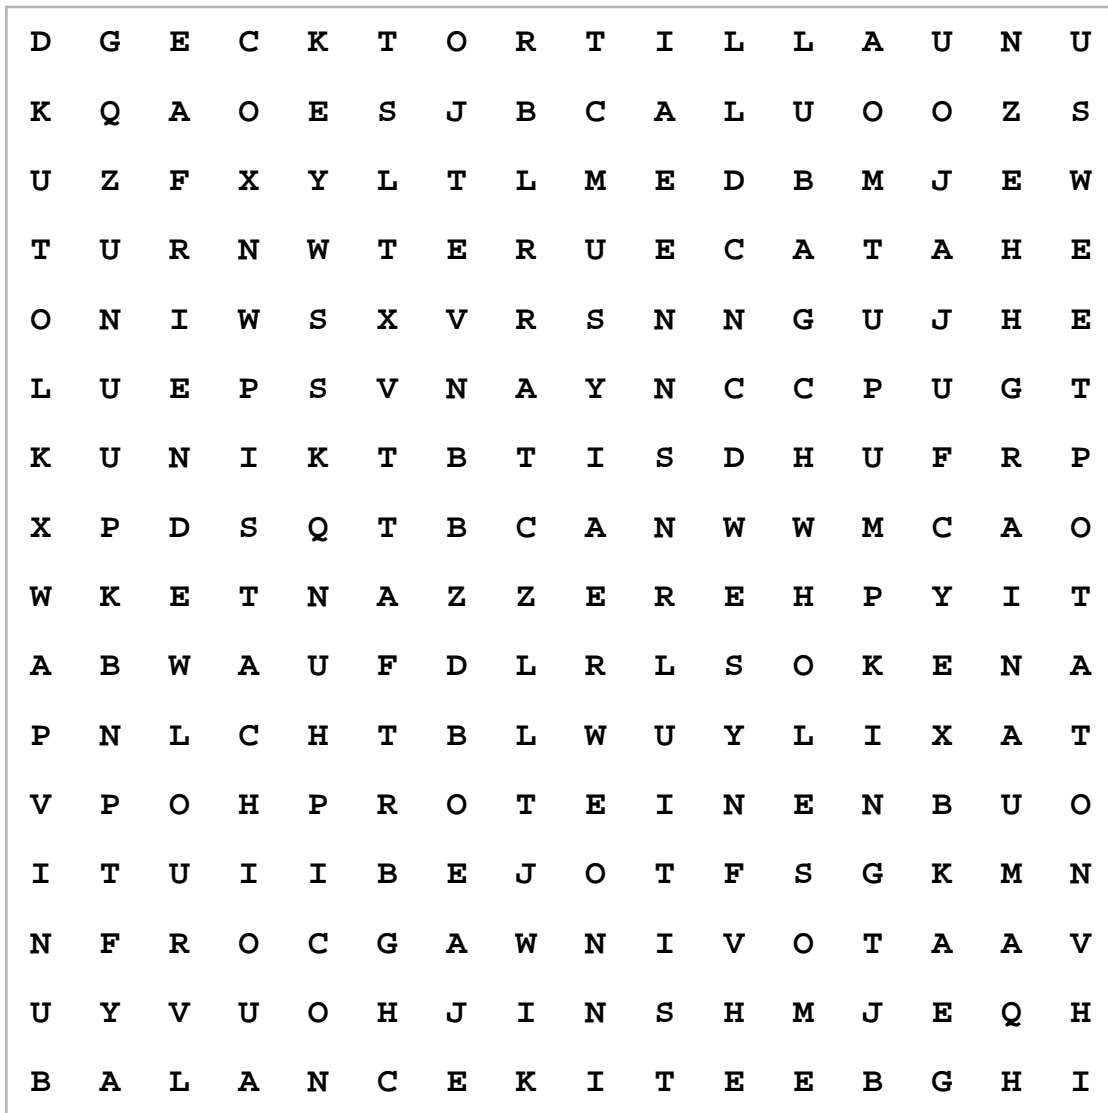 D G E C K T O R T I L L A U N U
K Q A O E S J B C A L U O O Z S
U Z F X Y L T L M E D B M J E W
T U R N W T E R U E C A T A H E
O N I W S X V R S N N G U J H E
L U E P S V N A Y N C C P U G T
K U N I K T B T I S D H U F R P
X P D S Q T B C A N W W M C A O
W K E T N A Z Z E R E H P Y I T
A B W A U F D L R L S O K E N A
P N L C H T B L W U Y L I X A T
V P O H P R O T E I N E N B U O
I T U I I B E J O T F S G K M N
N F R O C G A W N I V O T A A V
U Y V U O H J I N S H M J E Q H
B A L A N C E K I T E E B G H I